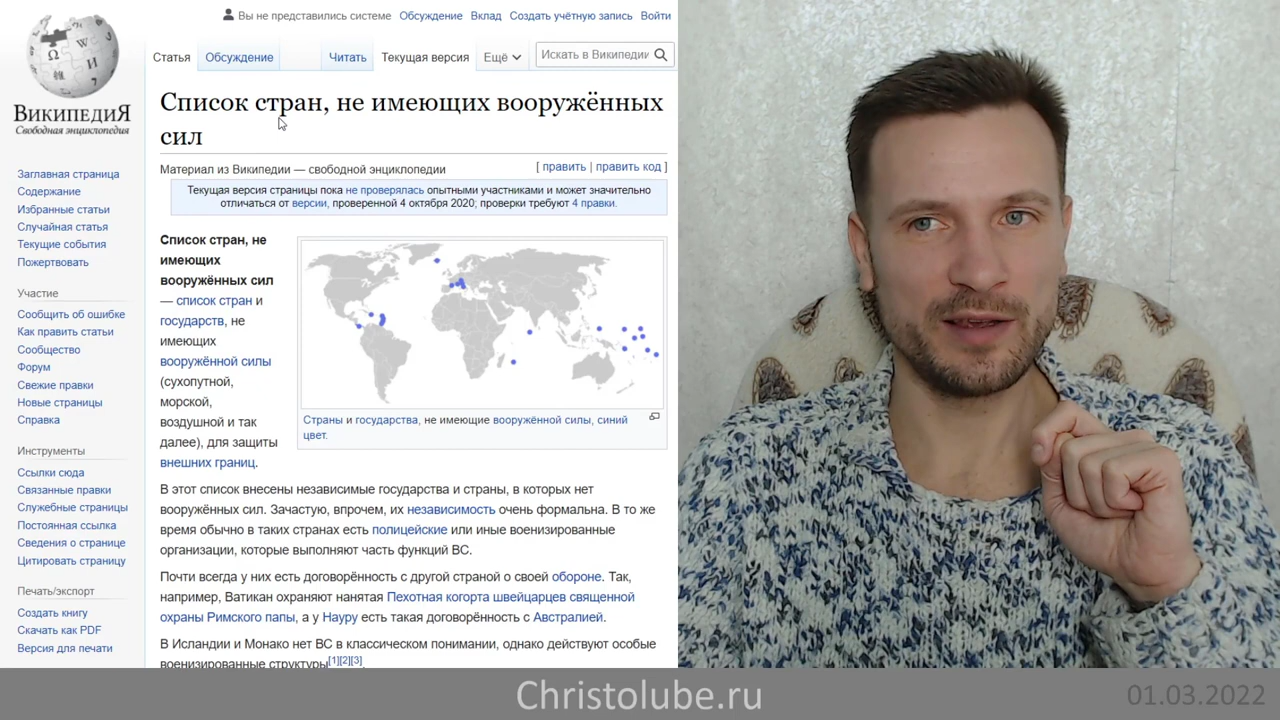 Вы не представились системе Обсуждение Вклад Создать учётную запись Войти
ВикипедиЯ
Свободная энциклопедия
Статья Обсуждение Читать Текущая версия Ещё Искать в Википедии
Список стран, не имеющих вооружённых
сил
Материал из Википедии — свободной энциклопедии [ править | править код ]
Текущая версия страницы пока не проверялась опытными участниками и может значительно
отличаться от версии, проверенной 4 октября 2020; проверки требуют 4 правки.
Заглавная страница
Содержание
Избранные статьи
Случайная статья
Текущие события
Пожертвовать
Участие
Сообщить об ошибке
Как править статьи
Сообщество
Форум
Свежие правки
Новые страницы
Справка
Инструменты
Ссылки сюда
Связанные правки
Служебные страницы
Постоянная ссылка
Сведения о странице
Цитировать страницу
Печать/экспорт
Создать книгу
Скачать как PDF
Версия для печати
Список стран, не
имеющих
вооружённых сил
— список стран и
государств, не
имеющих
вооружённой силы
(сухопутной,
морской,
воздушной и так
далее), для защиты
внешних границ.
Страны и государства, не имеющие вооружённой силы, синий
цвет.
В этот список внесены независимые государства и страны, в которых нет
вооружённых сил. Зачастую, впрочем, их независимость очень формальна. В то же
время обычно в таких странах есть полицейские или иные военизированные
организации, которые выполняют часть функций ВС.
Почти всегда у них есть договорённость с другой страной о своей обороне. Так,
например, Ватикан охраняют нанятая Пехотная когорта швейцарцев священной
охраны Римского папы, а у Науру есть такая договорённость с Австралией.
В Исландии и Монако нет ВС в классическом понимании, однако действуют особые
военизированные структуры[1][2][3].
Christolube.ru
01.03.2022